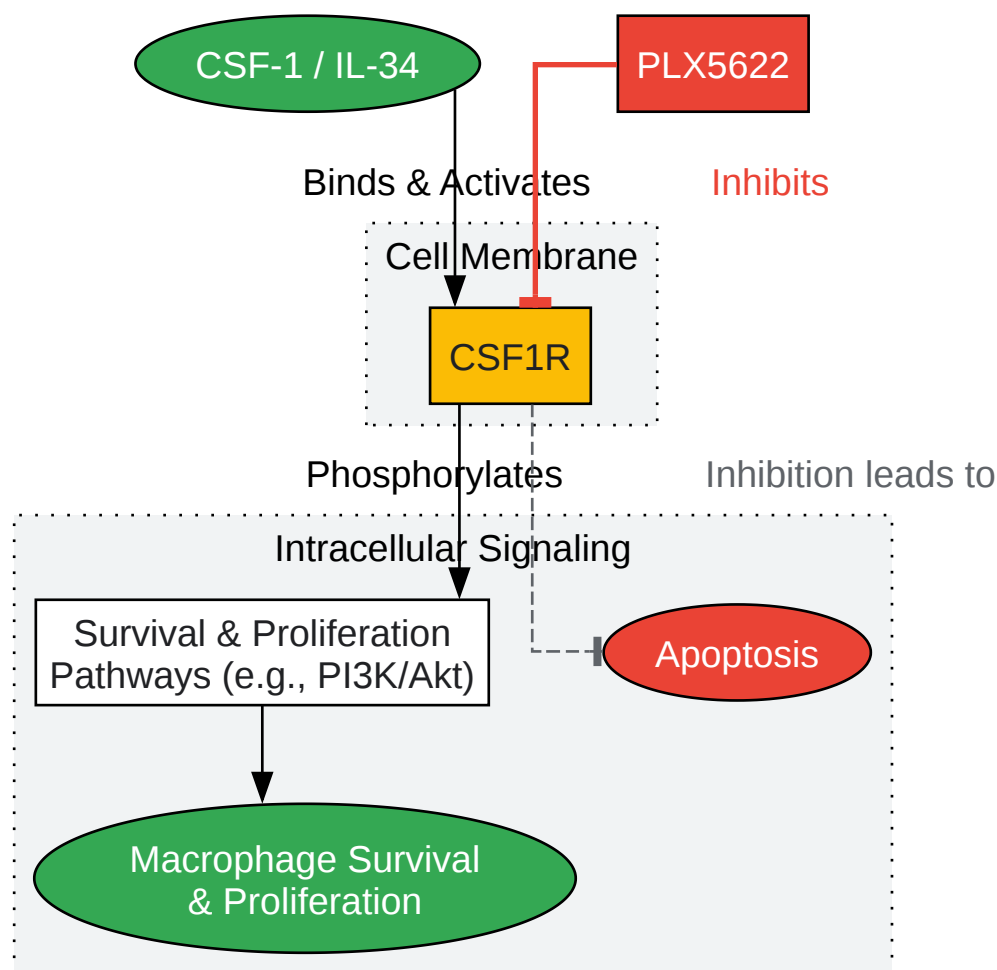 CSF-1 / IL-34
PLX5622
Binds & Activates
Inhibits
Cell Membrane
CSF1R
Phosphorylates
Inhibition leads to
Intracellular Signaling
Survival & Proliferation
Pathways (e.g., PI3K/Akt)
Apoptosis
Macrophage Survival
& Proliferation